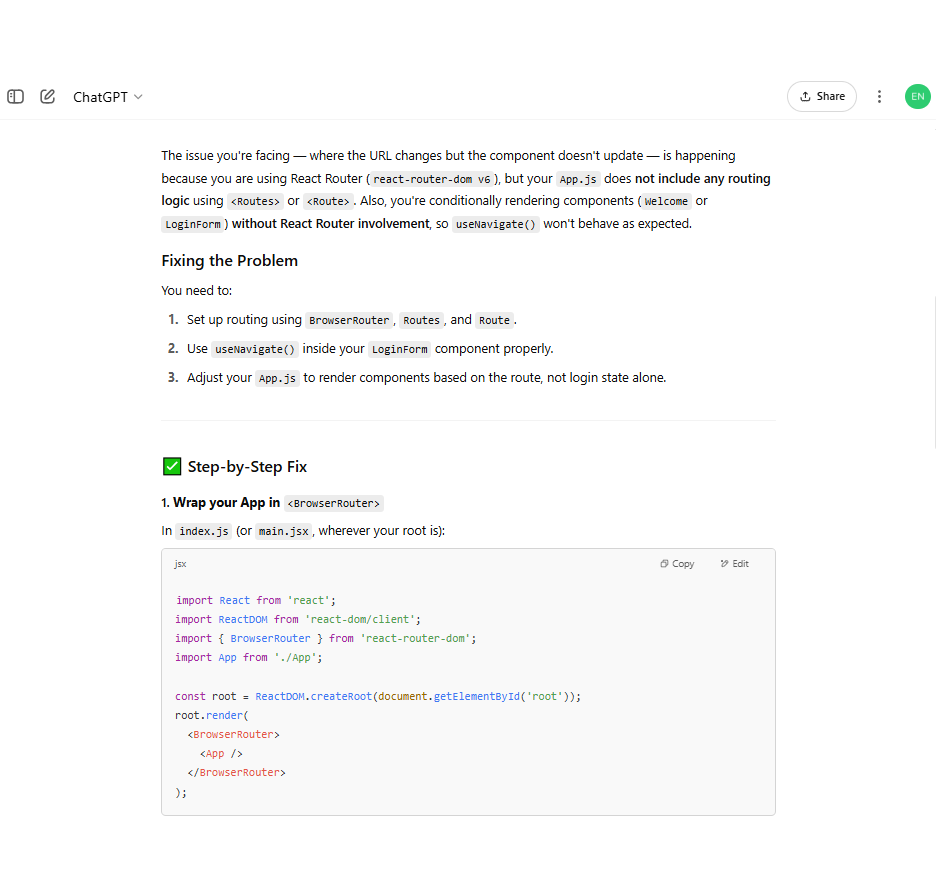 ChatGPT
Share
EN
The issue you're facing — where the URL changes but the component doesn't update — is happening
because you are using React Router ( react-router-dom v6 ), but your App.js does not include any routing
logic using <Routes> or <Route> . Also, you're conditionally rendering components ( Welcome or
LoginForm ) without React Router involvement, so useNavigate() won't behave as expected.
Fixing the Problem
You need to:
1. Set up routing using BrowserRouter , Routes , and Route .
2. Use useNavigate() inside your LoginForm component properly.
3. Adjust your App.js to render components based on the route, not login state alone.
✅ Step-by-Step Fix
1. Wrap your App in <BrowserRouter>
In index.js (or main.jsx , wherever your root is):
jsx Copy Edit
import React from 'react';
import ReactDOM from 'react-dom/client';
import { BrowserRouter } from 'react-router-dom';
import App from './App';
const root = ReactDOM.createRoot(document.getElementById('root'));
root.render(
<BrowserRouter>
<App />
</BrowserRouter>
);